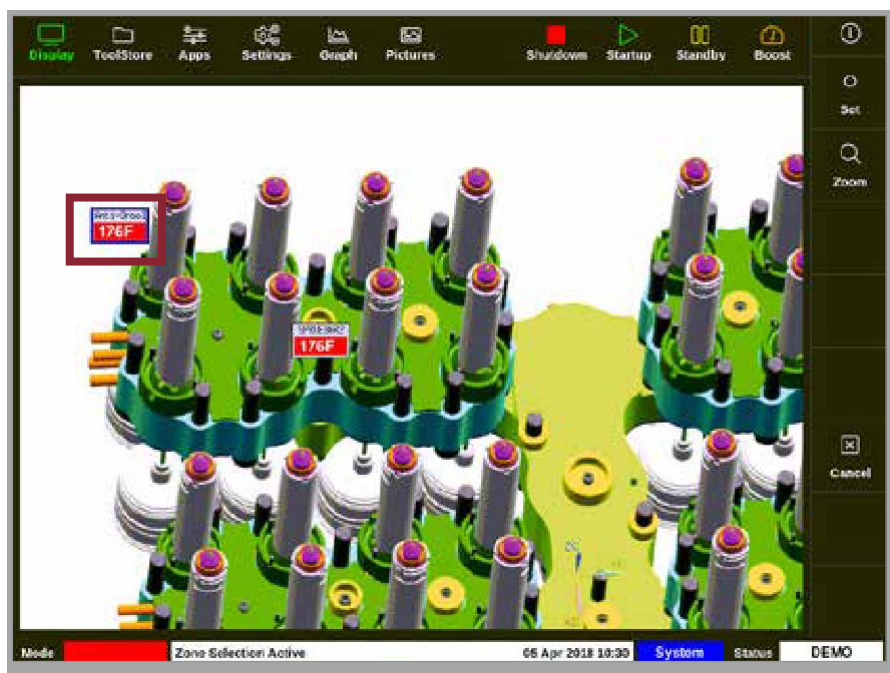 Display ToolStore Apps Settings Graph Pictures Shutdown Startup Standby Boost
Set
Zoom
176F
176F
Cancel
Mode Zone Selection Active 05 Apr 2018 10:30 System Status DEMO